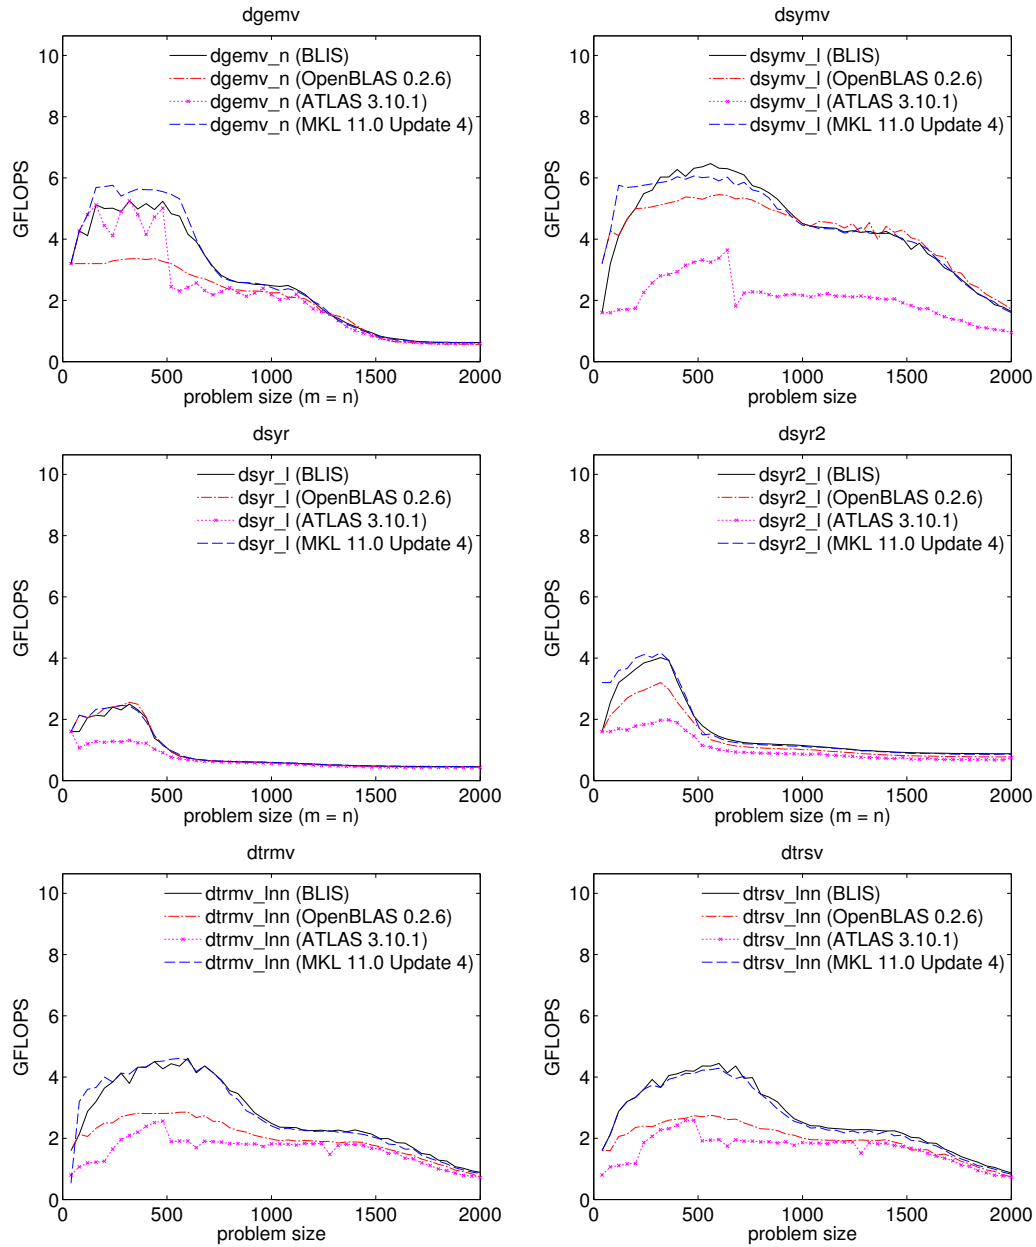 dgemv
10
8
6
4
2
0
GFLOPS
dgemv_n (BLIS)
dgemv_n (OpenBLAS 0.2.6)
dgemv_n (ATLAS 3.10.1)
dgemv_n (MKL 11.0 Update 4)
0 500 1000 1500 2000
problem size (m = n)
dsymv
10
8
6
4
2
0
GFLOPS
dsymv_l (BLIS)
dsymv_l (OpenBLAS 0.2.6)
dsymv_l (ATLAS 3.10.1)
dsymv_l (MKL 11.0 Update 4)
0 500 1000 1500 2000
problem size
dsyr
10
8
6
4
2
0
GFLOPS
dsyr_l (BLIS)
dsyr_l (OpenBLAS 0.2.6)
dsyr_l (ATLAS 3.10.1)
dsyr_l (MKL 11.0 Update 4)
0 500 1000 1500 2000
problem size (m = n)
dsyr2
10
8
6
4
2
0
GFLOPS
dsyr2_l (BLIS)
dsyr2_l (OpenBLAS 0.2.6)
dsyr2_l (ATLAS 3.10.1)
dsyr2_l (MKL 11.0 Update 4)
0 500 1000 1500 2000
problem size (m = n)
dtrmv
10
8
6
4
2
0
GFLOPS
dtrmv_lnn (BLIS)
dtrmv_lnn (OpenBLAS 0.2.6)
dtrmv_lnn (ATLAS 3.10.1)
dtrmv_lnn (MKL 11.0 Update 4)
0 500 1000 1500 2000
problem size
dtrsv
10
8
6
4
2
0
GFLOPS
dtrsv_lnn (BLIS)
dtrsv_lnn (OpenBLAS 0.2.6)
dtrsv_lnn (ATLAS 3.10.1)
dtrsv_lnn (MKL 11.0 Update 4)
0 500 1000 1500 2000
problem size